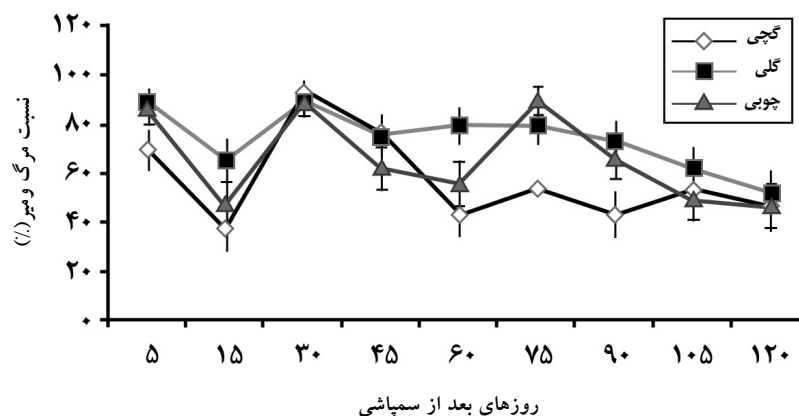 ۱۲۰
۱۰۰
۸۰
۶۰
۴۰
۲۰
۰
نسبت مرگ و میر(٪)
گچی
گلی
چوبی
۵ ۱۵ ۳۰ ۴۵ ۶۰ ۷۵ ۹۰ ۱۰۵ ۱۲۰
روزهای بعد از سمپاشی